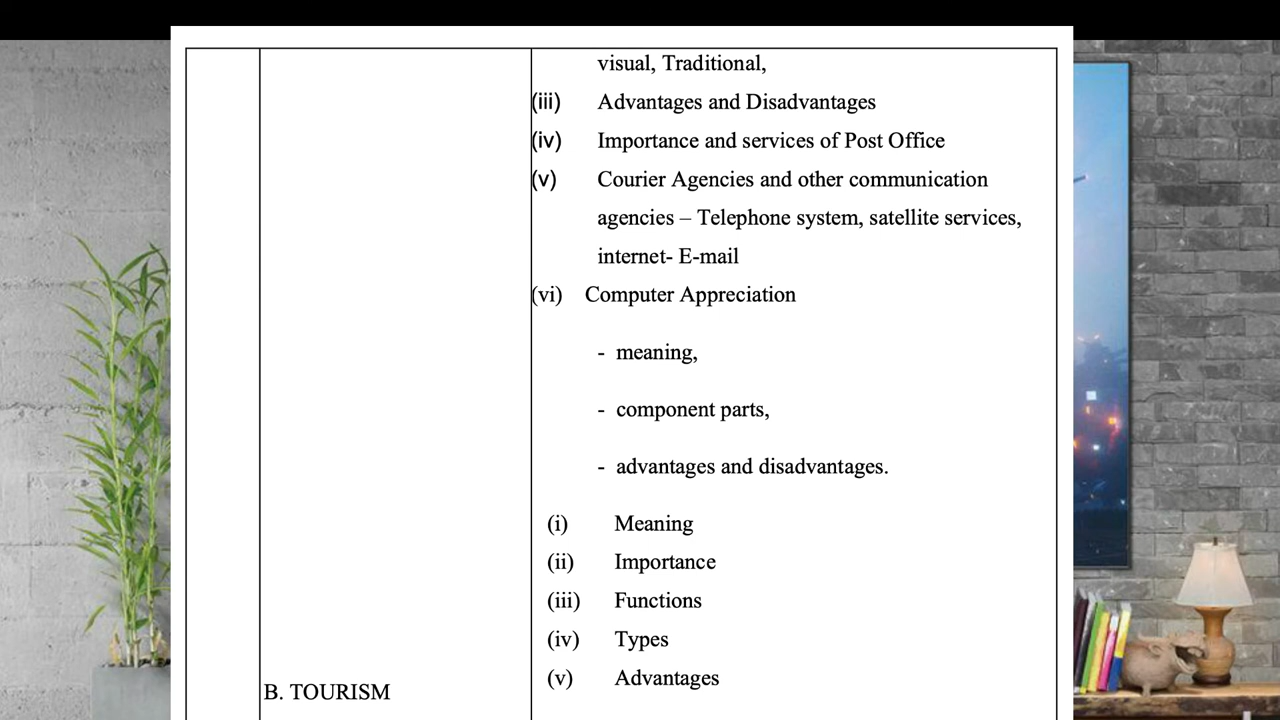 visual, Traditional,
(iii) Advantages and Disadvantages
(iv) Importance and services of Post Office
(v) Courier Agencies and other communication
agencies – Telephone system, satellite services,
internet- E-mail
(vi) Computer Appreciation
- meaning,
- component parts,
- advantages and disadvantages.
(i) Meaning
(ii) Importance
(iii) Functions
(iv) Types
(v) Advantages
B. TOURISM